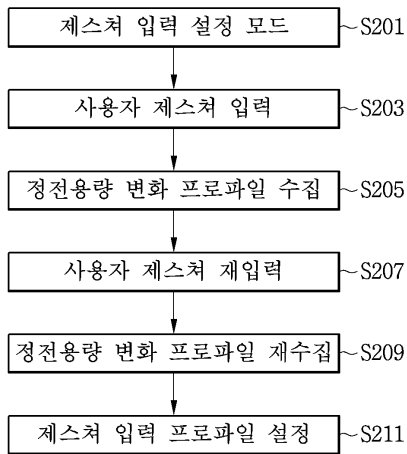 제스쳐 입력 설정 모드 S201
사용자 제스쳐 입력 S203
정전용량 변화 프로파일 수집 S205
사용자 제스쳐 재입력 S207
정전용량 변화 프로파일 재수집 S209
제스쳐 입력 프로파일 설정 S211